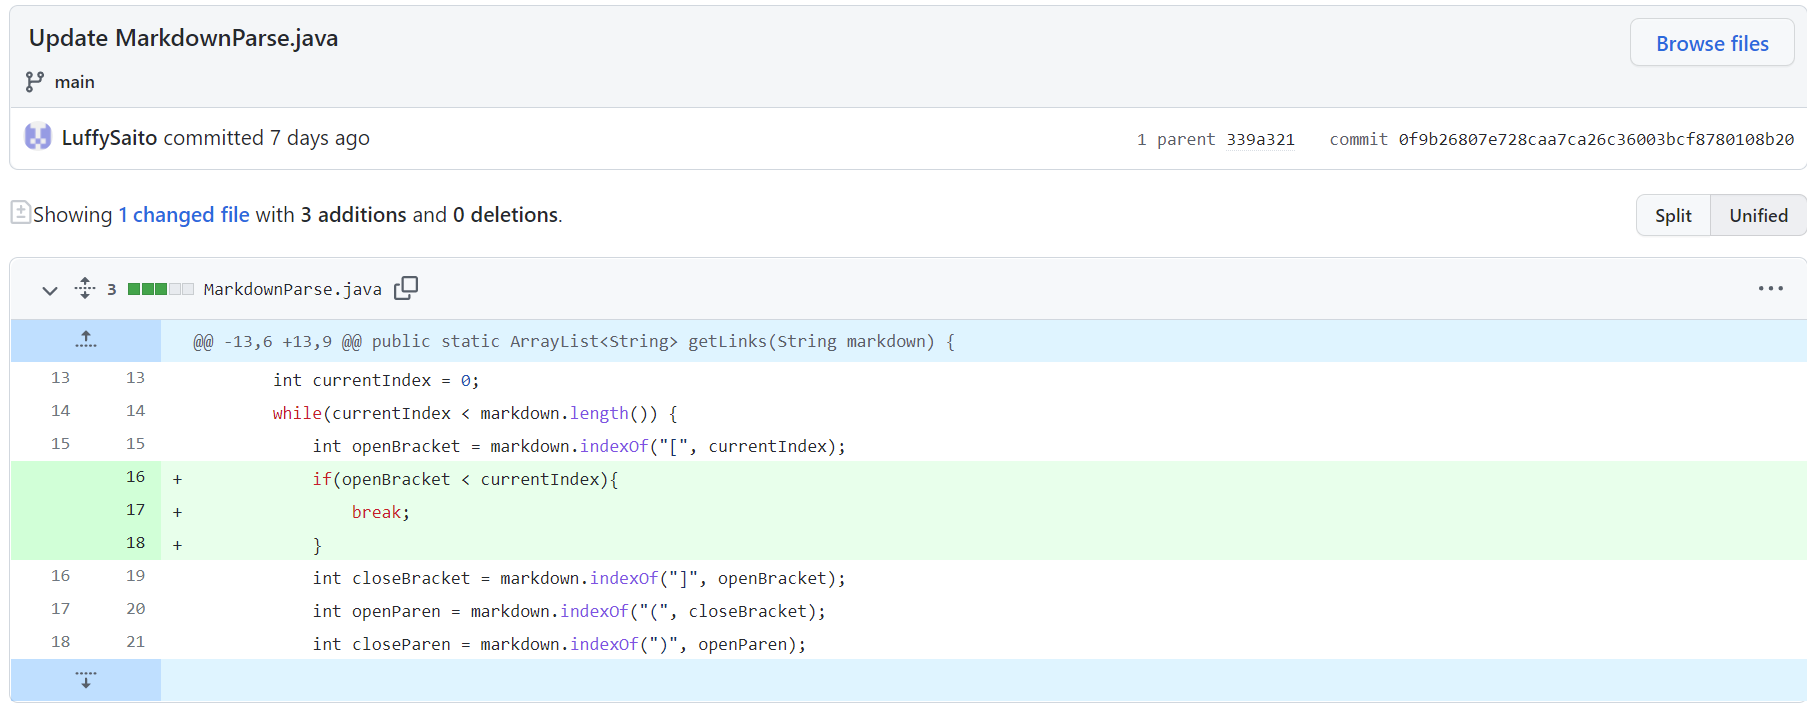 Update MarkdownParse.java
Browse files
main
LuffySaito committed 7 days ago
1 parent 339a321 commit 0f9b26807e728caa7ca26c36003bcf8780108b20
Showing 1 changed file with 3 additions and 0 deletions.
Split Unified
3 MarkdownParse.java
@@ -13,6 +13,9 @@ public static ArrayList<String> getLinks(String markdown) {
13 13 int currentIndex = 0;
14 14 while(currentIndex < markdown.length()) {
15 15 int openBracket = markdown.indexOf("[", currentIndex);
16 + if(openBracket < currentIndex){
17 + break;
18 + }
16 19 int closeBracket = markdown.indexOf("]", openBracket);
17 20 int openParen = markdown.indexOf("(", closeBracket);
18 21 int closeParen = markdown.indexOf(")", openParen);